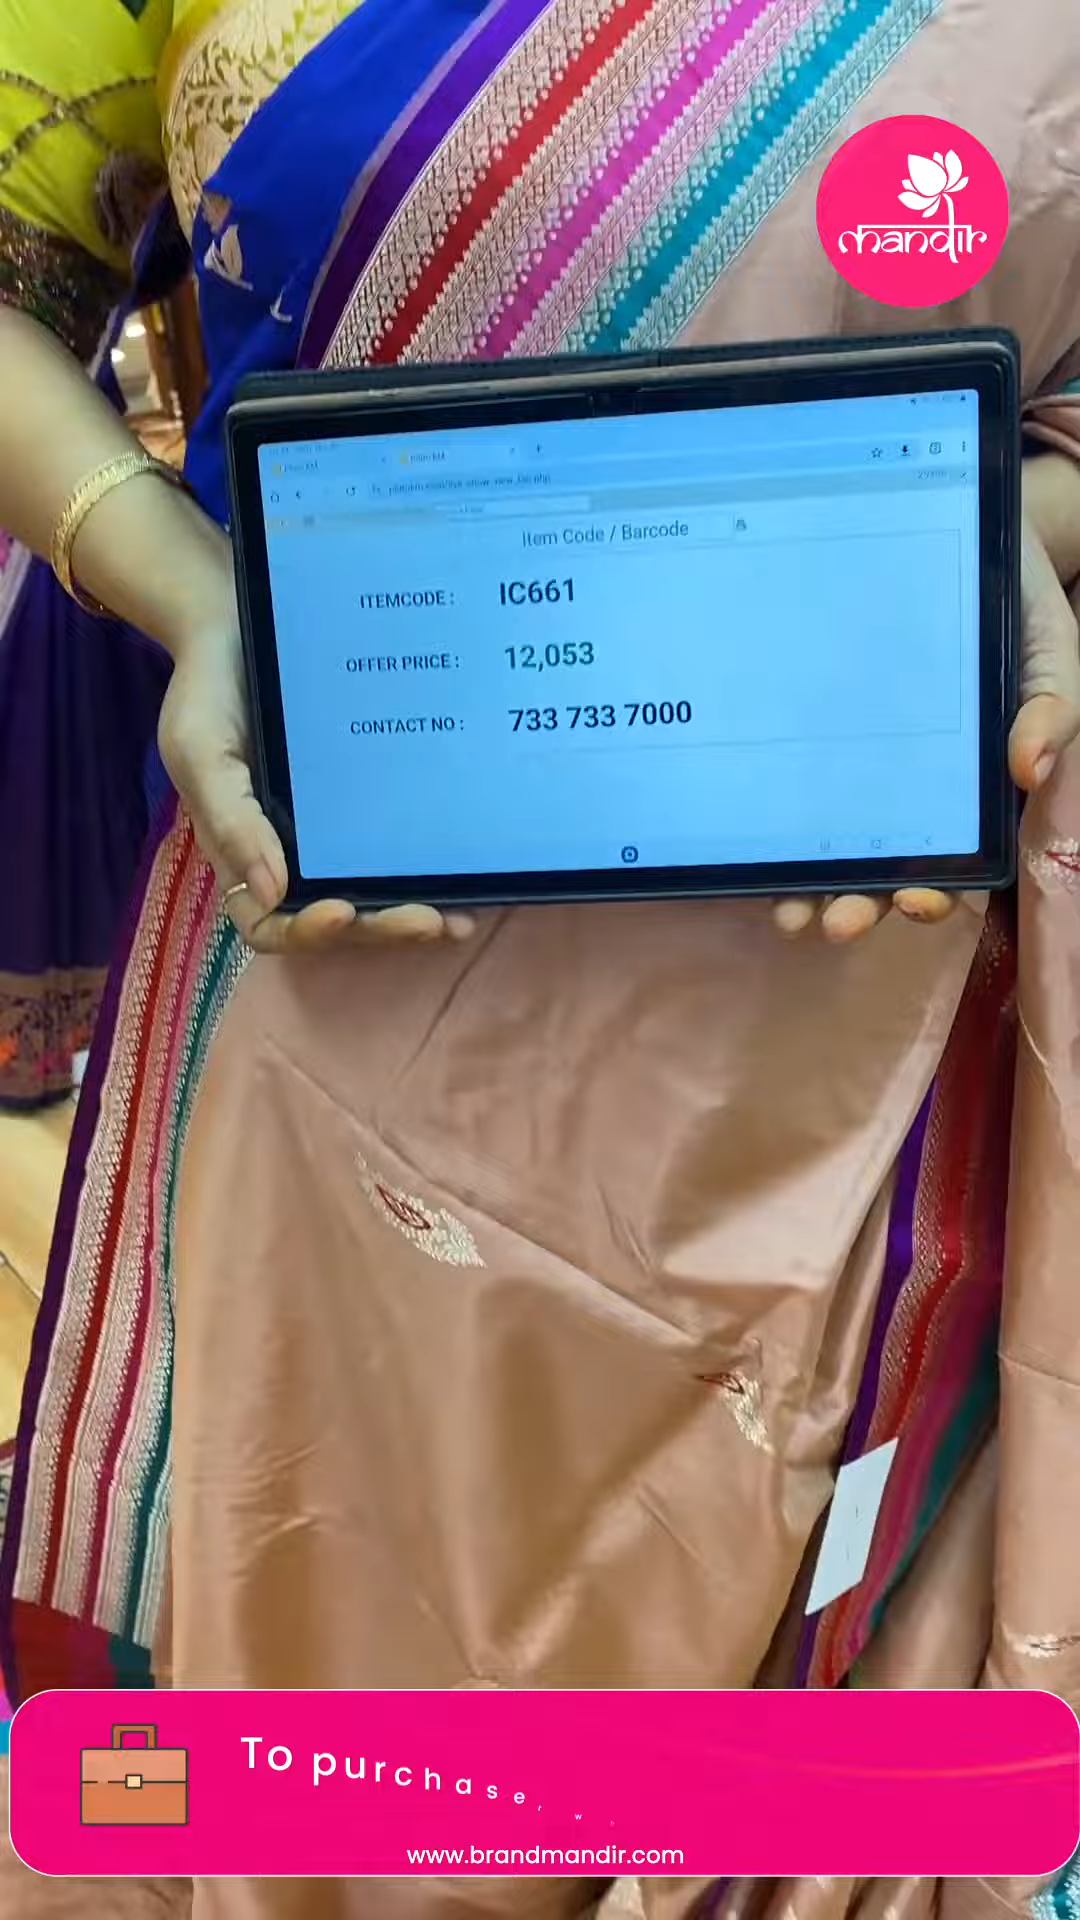 mandir
Item Code / Barcode
ITEMCODE : IC661
OFFER PRICE : 12,053
CONTACT NO : 733 733 7000
To purchase,
www.brandmandir.com